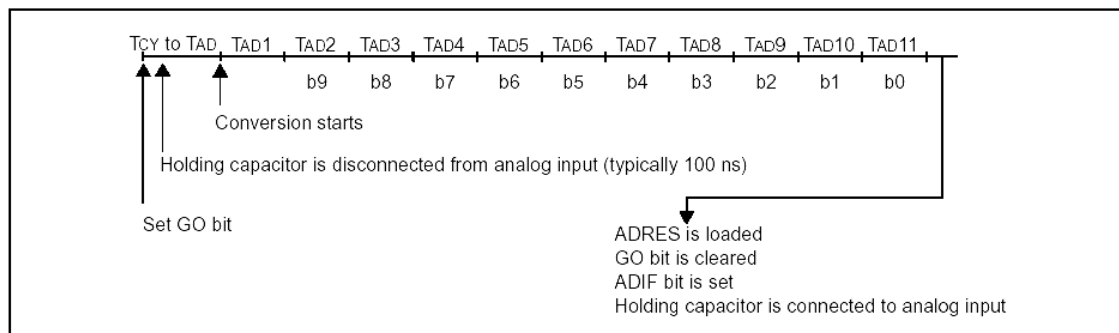 TCY to TAD TAD1 TAD2 TAD3 TAD4 TAD5 TAD6 TAD7 TAD8 TAD9 TAD10 TAD11
b9 b8 b7 b6 b5 b4 b3 b2 b1 b0
Conversion starts
Holding capacitor is disconnected from analog input (typically 100 ns)
Set GO bit
ADRES is loaded
GO bit is cleared
ADIF bit is set
Holding capacitor is connected to analog input